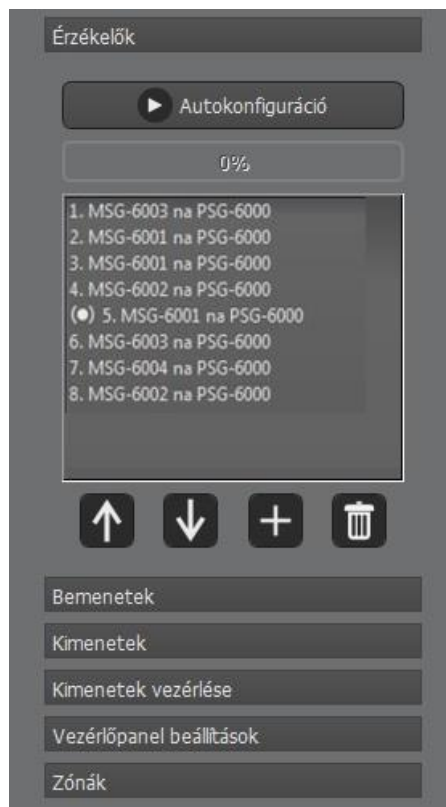 Érzékelők
Autokonfiguráció
0%
1. MSG-6003 na PSG-6000
2. MSG-6001 na PSG-6000
3. MSG-6001 na PSG-6000
4. MSG-6002 na PSG-6000
5. MSG-6001 na PSG-6000
6. MSG-6003 na PSG-6000
7. MSG-6004 na PSG-6000
8. MSG-6002 na PSG-6000
Bemenetek
Kimenetek
Kimenetek vezérlése
Vezérlőpanel beállítások
Zónák